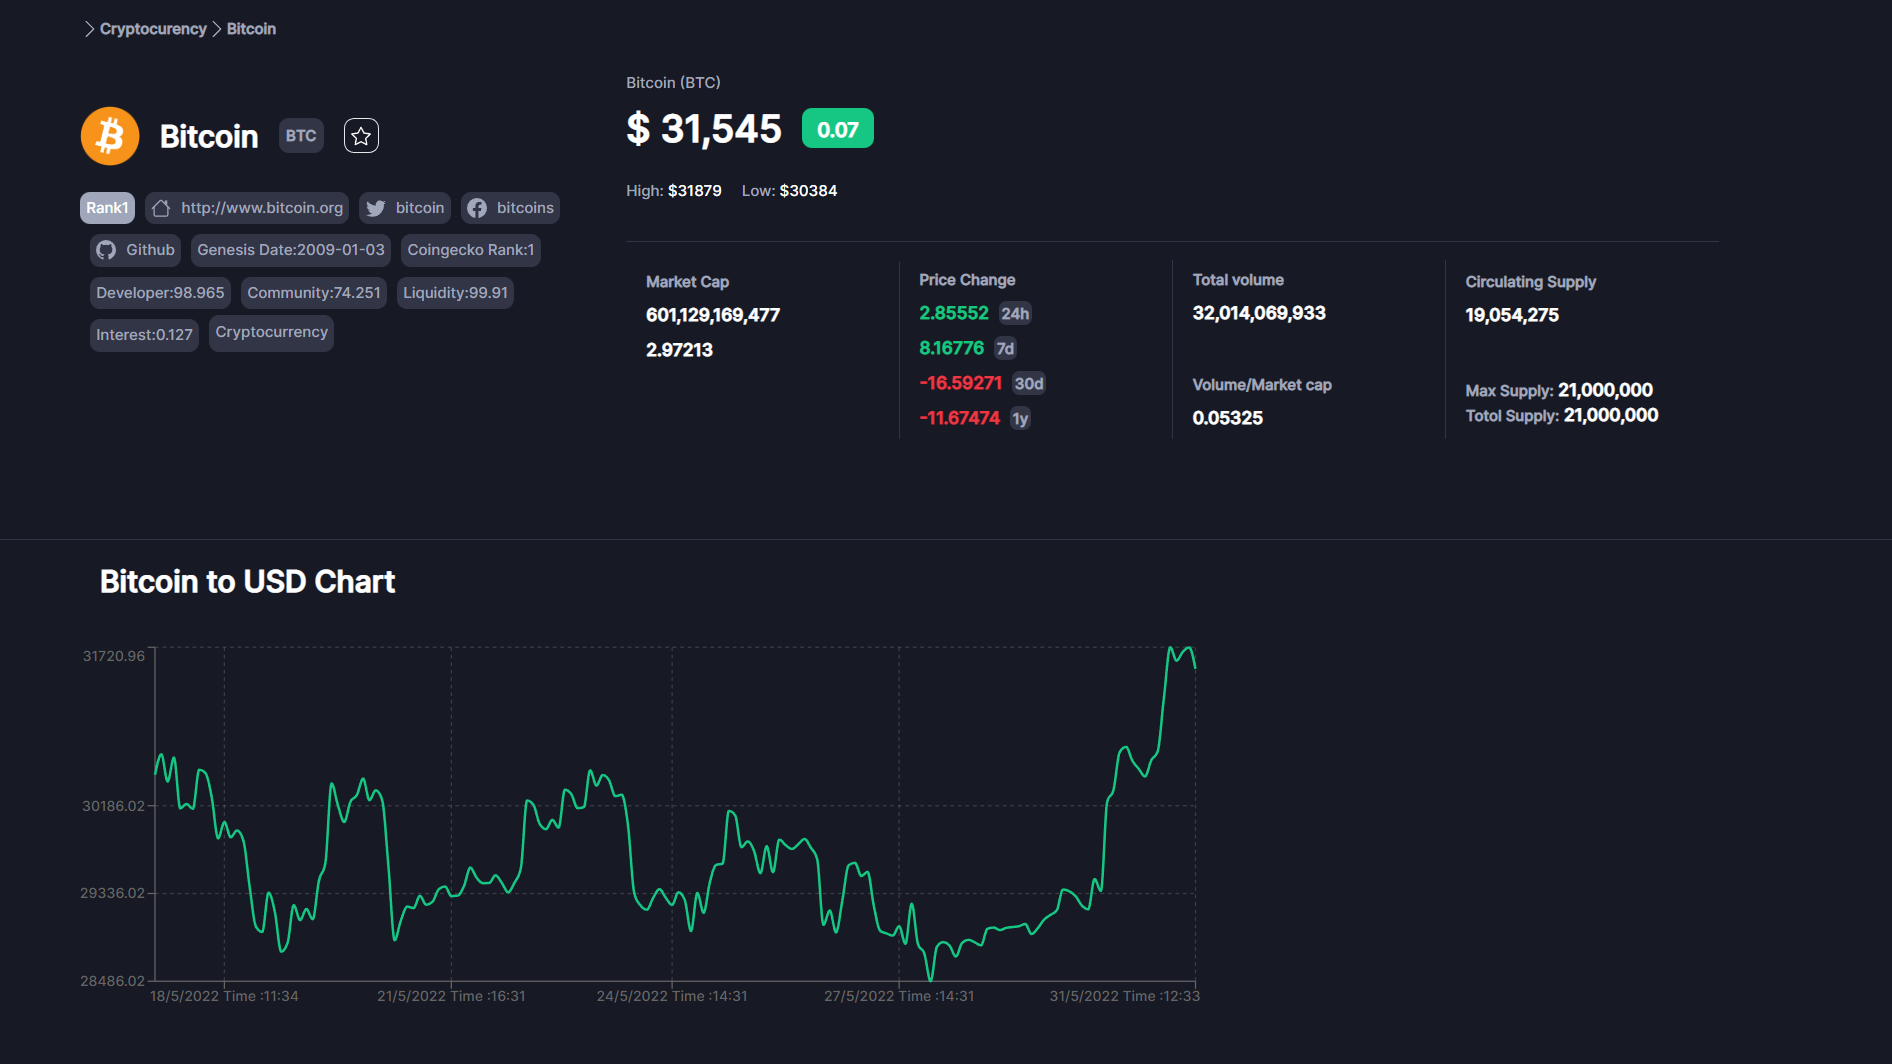 Cryptocurency Bitcoin
Bitcoin BTC
Rank1 http://www.bitcoin.org bitcoin bitcoins
Github Genesis Date:2009-01-03 Coingecko Rank:1
Developer:98.965 Community:74.251 Liquidity:99.91
Interest:0.127 Cryptocurrency
Bitcoin (BTC)
$ 31,545 0.07
High: $31879 Low: $30384
Market Cap
601,129,169,477
2.97213
Price Change
2.85552 24h
8.16776 7d
-16.59271 30d
-11.67474 1y
Total volume
32,014,069,933
Volume/Market cap
0.05325
Circulating Supply
19,054,275
Max Supply: 21,000,000
Totol Supply: 21,000,000
Bitcoin to USD Chart
31720.96
30186.02
29336.02
28486.02
18/5/2022 Time :11:34 21/5/2022 Time :16:31 24/5/2022 Time :14:31 27/5/2022 Time :14:31 31/5/2022 Time :12:33